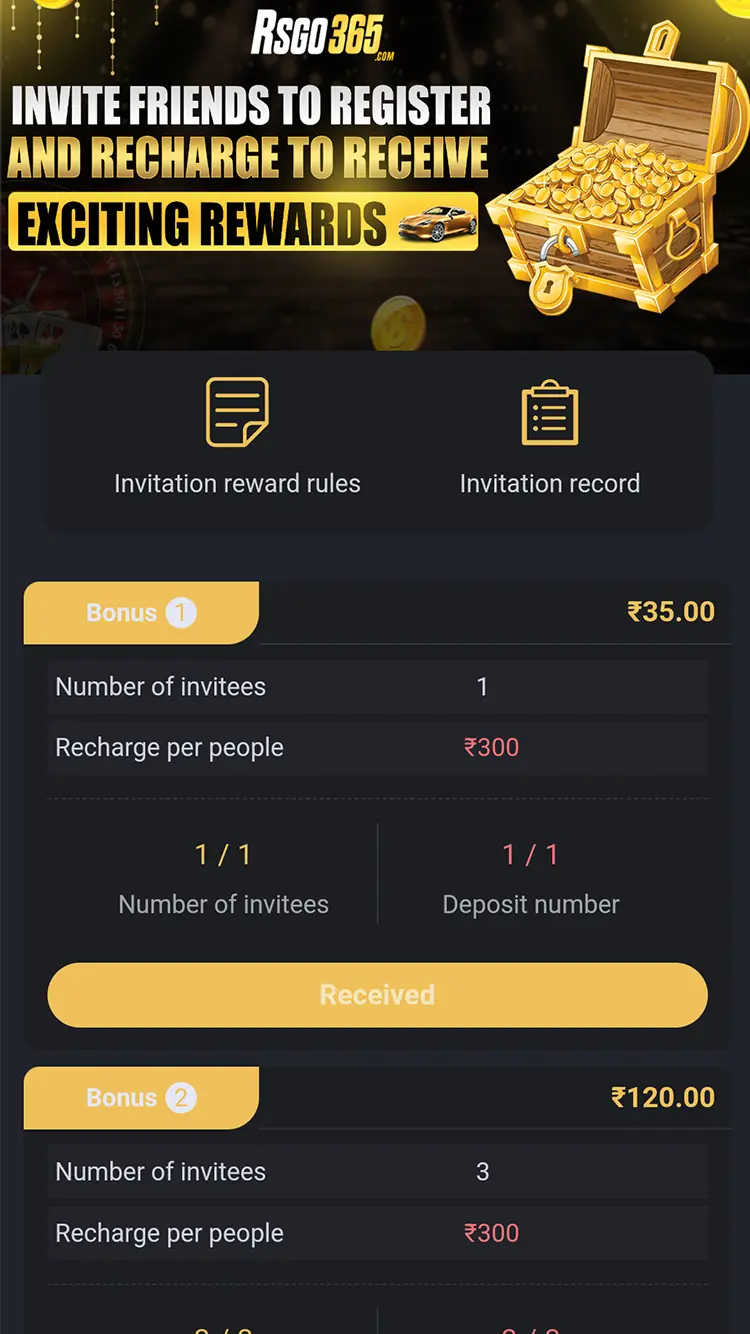 RSGO365
.COM
INVITE FRIENDS TO REGISTER
AND RECHARGE TO RECEIVE
EXCITING REWARDS
Invitation reward rules
Invitation record
Bonus 1
₹35.00
Number of invitees 1
Recharge per people ₹300
1 / 1
1 / 1
Number of invitees
Deposit number
Received
Bonus 2
₹120.00
Number of invitees 3
Recharge per people ₹300